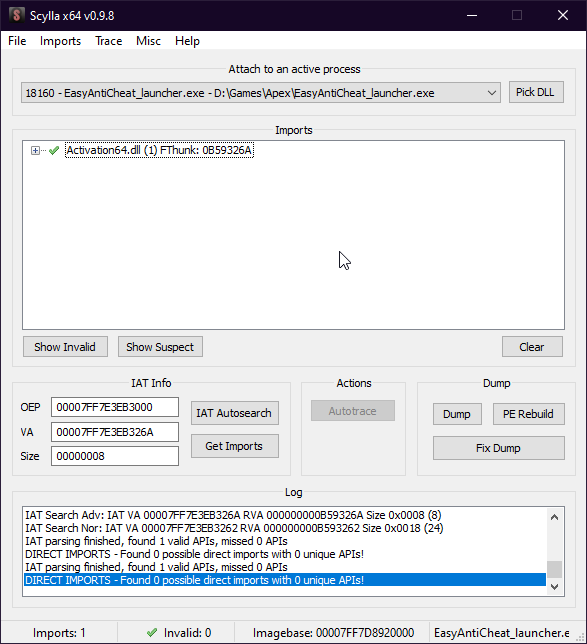 Scylla x64 v0.9.8
File Imports Trace Misc Help
Attach to an active process
18160 - EasyAntiCheat_launcher.exe - D:\Games\Apex\EasyAntiCheat_launcher.exe
Pick DLL
Imports
Activation64.dll (1) FThunk: 0B59326A
Show Invalid
Show Suspect
Clear
IAT Info
OEP 00007FF7E3EB3000
VA 00007FF7E3EB326A
Size 00000008
IAT Autosearch
Get Imports
Actions
Autotrace
Dump
Dump
PE Rebuild
Fix Dump
Log
IAT Search Adv: IAT VA 00007FF7E3EB326A RVA 000000000B59326A Size 0x0008 (8)
IAT Search Nor: IAT VA 00007FF7E3EB3262 RVA 000000000B593262 Size 0x0018 (24)
IAT parsing finished, found 1 valid APIs, missed 0 APIs
DIRECT IMPORTS - Found 0 possible direct imports with 0 unique APIs!
IAT parsing finished, found 1 valid APIs, missed 0 APIs
DIRECT IMPORTS - Found 0 possible direct imports with 0 unique APIs!
Imports: 1
Invalid: 0
Imagebase: 00007FF7D8920000
EasyAntiCheat_launcher.e